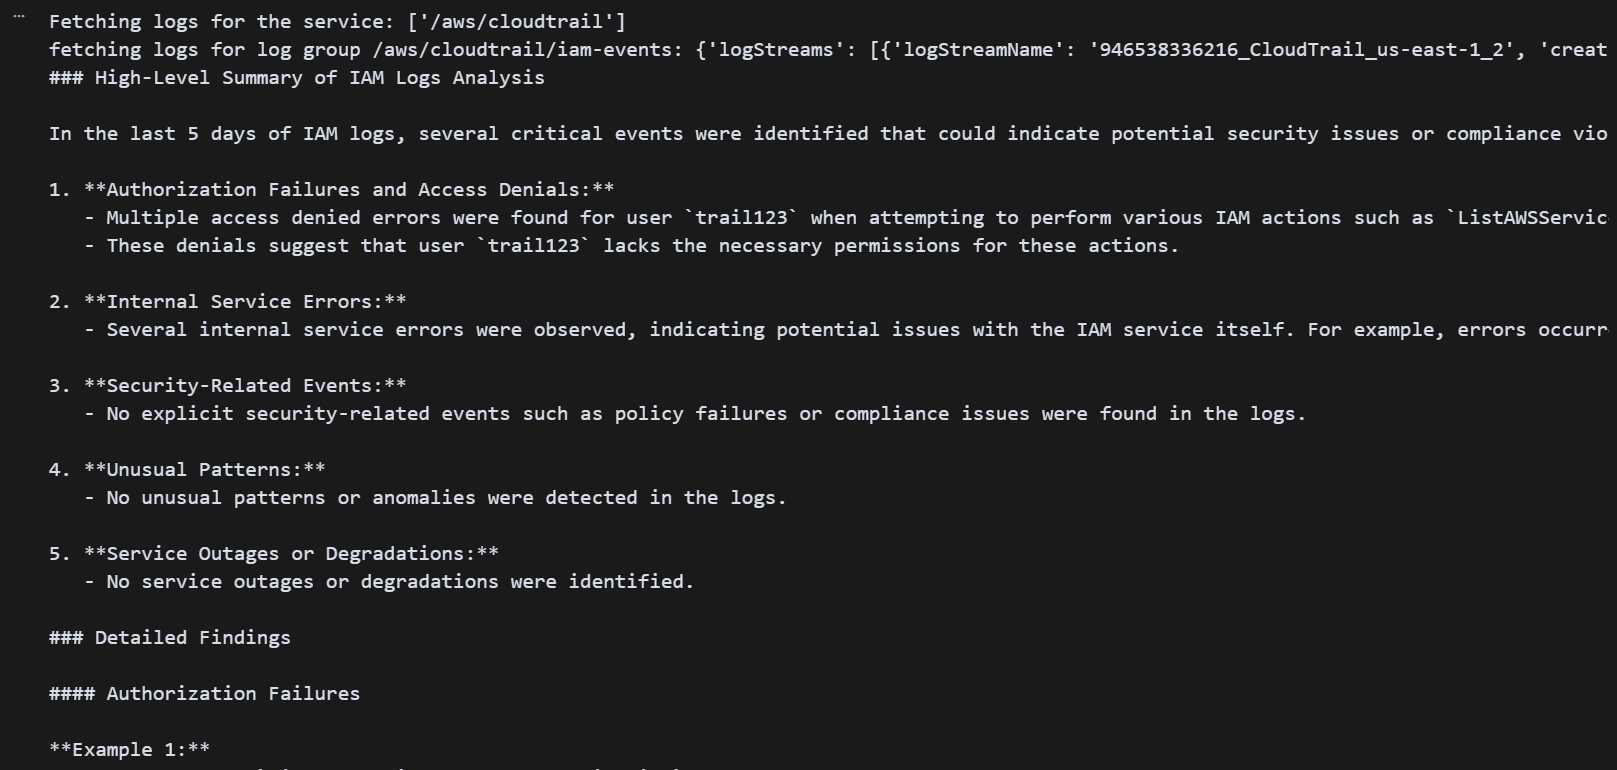 Fetching logs for the service: ['/aws/cloudtrail']
fetching logs for log group /aws/cloudtrail/iam-events: {'logStreams': [{'logStreamName': '946538336216_CloudTrail_us-east-1_2', 'creat
### High-Level Summary of IAM Logs Analysis
In the last 5 days of IAM logs, several critical events were identified that could indicate potential security issues or compliance vio
1. **Authorization Failures and Access Denials:**
- Multiple access denied errors were found for user `trail123` when attempting to perform various IAM actions such as `ListAWSServic
- These denials suggest that user `trail123` lacks the necessary permissions for these actions.
2. **Internal Service Errors:**
- Several internal service errors were observed, indicating potential issues with the IAM service itself. For example, errors occurr
3. **Security-Related Events:**
- No explicit security-related events such as policy failures or compliance issues were found in the logs.
4. **Unusual Patterns:**
- No unusual patterns or anomalies were detected in the logs.
5. **Service Outages or Degradations:**
- No service outages or degradations were identified.
### Detailed Findings
#### Authorization Failures
**Example 1:**